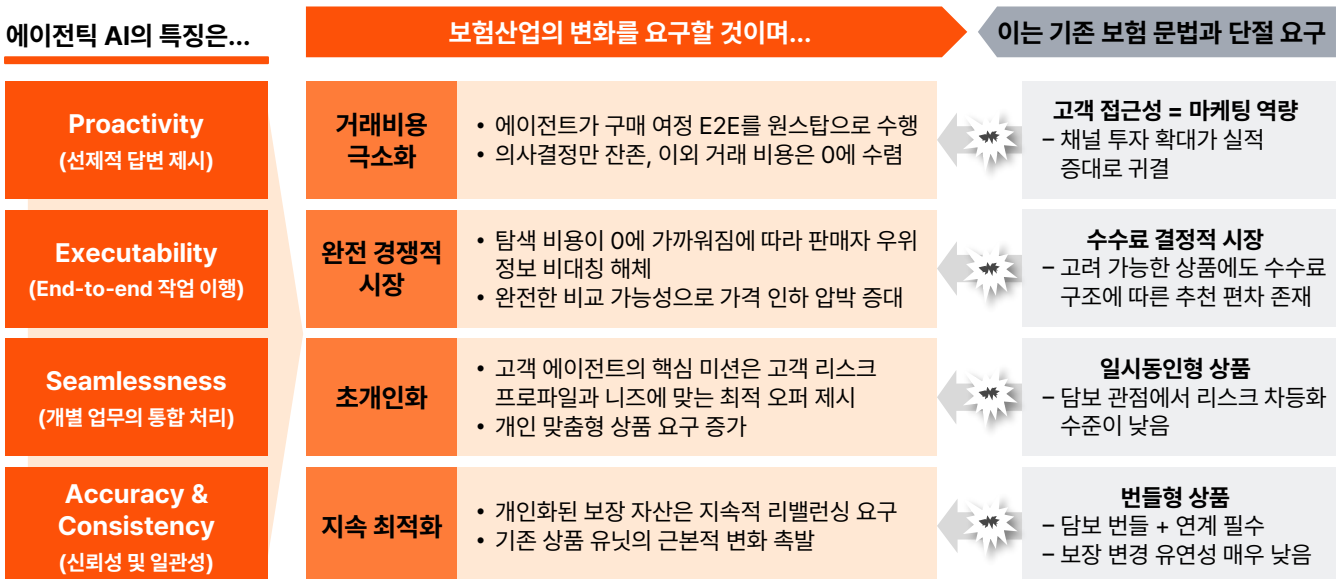 에이전틱 AI의 특징은...
보험산업의 변화를 요구할 것이며...
이는 기존 보험 문법과 단절 요구
Proactivity
(선제적 답변 제시)
거래비용
극소화
• 에이전트가 구매 여정 E2E를 원스탑으로 수행
• 의사결정만 잔존, 이외 거래 비용은 0에 수렴
고객 접근성 = 마케팅 역량
– 채널 투자 확대가 실적
증대로 귀결
Executability
(End-to-end 작업 이행)
완전 경쟁적
시장
• 탐색 비용이 0에 가까워짐에 따라 판매자 우위
정보 비대칭 해체
• 완전한 비교 가능성으로 가격 인하 압박 증대
수수료 결정적 시장
– 고려 가능한 상품에도 수수료
구조에 따른 추천 편차 존재
Seamlessness
(개별 업무의 통합 처리)
초개인화
• 고객 에이전트의 핵심 미션은 고객 리스크
프로파일과 니즈에 맞는 최적 오퍼 제시
• 개인 맞춤형 상품 요구 증가
일시동인형 상품
– 담보 관점에서 리스크 차등화
수준이 낮음
Accuracy &
Consistency
(신뢰성 및 일관성)
지속 최적화
• 개인화된 보장 자산은 지속적 리밸런싱 요구
• 기존 상품 유닛의 근본적 변화 촉발
번들형 상품
– 담보 번들 + 연계 필수
– 보장 변경 유연성 매우 낮음